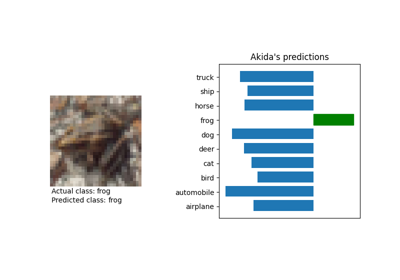 Akida's predictions
truck
ship
horse
frog
dog
deer
cat
bird
automobile
airplane
Actual class: frog
Predicted class: frog